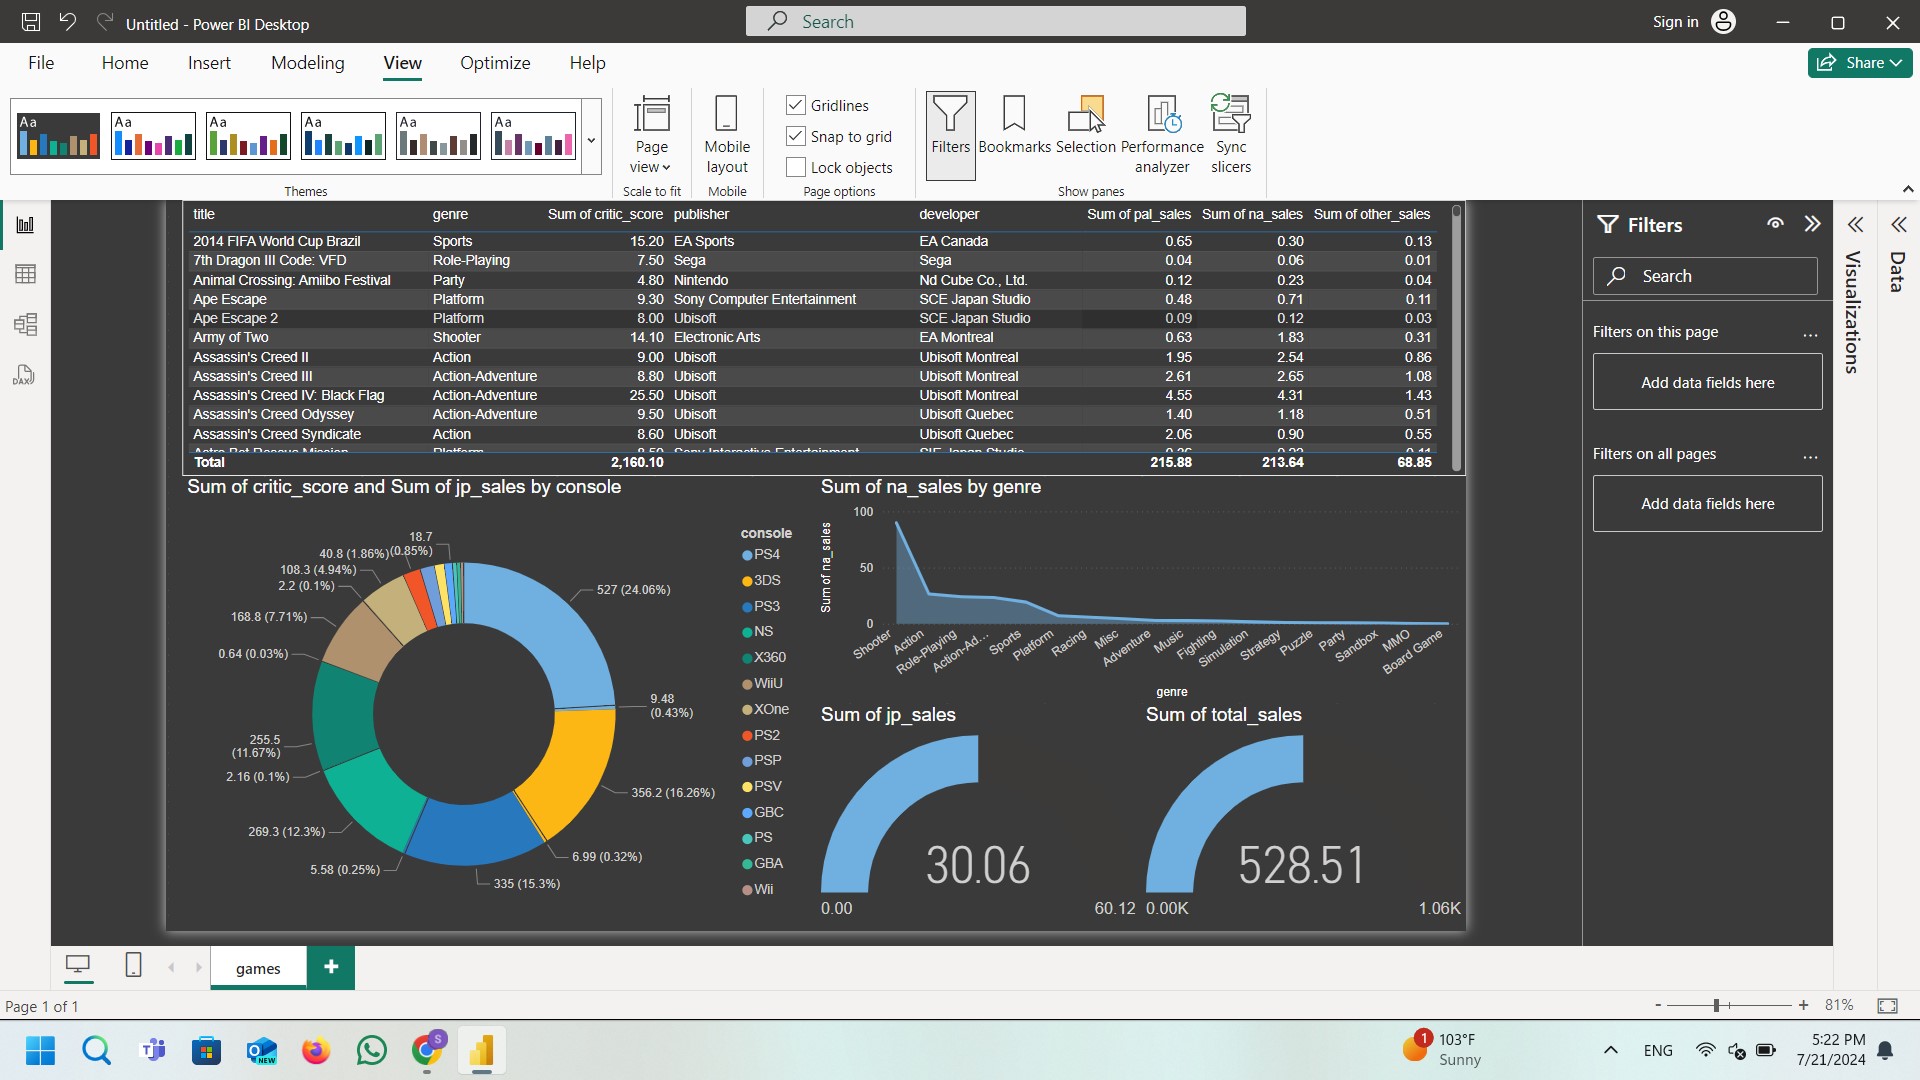 Untitled - Power BI Desktop
Search
Sign in
File Home Insert Modeling View Optimize Help
Share
Aa Aa Aa Aa Aa Aa
Themes
Page view
Scale to fit
Mobile layout
Mobile
Gridlines
Snap to grid
Lock objects
Page options
Filters
Bookmarks
Selection
Performance analyzer
Sync slicers
Show panes
DAX
title genre Sum of critic_score publisher developer Sum of pal_sales Sum of na_sales Sum of other_sales
2014 FIFA World Cup Brazil Sports 15.20 EA Sports EA Canada 0.65 0.30 0.13
7th Dragon III Code: VFD Role-Playing 7.50 Sega Sega 0.04 0.06 0.01
Animal Crossing: Amiibo Festival Party 4.80 Nintendo Nd Cube Co., Ltd. 0.12 0.23 0.04
Ape Escape Platform 9.30 Sony Computer Entertainment SCE Japan Studio 0.48 0.71 0.11
Ape Escape 2 Platform 8.00 Ubisoft SCE Japan Studio 0.09 0.12 0.03
Army of Two Shooter 14.10 Electronic Arts EA Montreal 0.63 1.83 0.31
Assassin's Creed II Action 9.00 Ubisoft Ubisoft Montreal 1.95 2.54 0.86
Assassin's Creed III Action-Adventure 8.80 Ubisoft Ubisoft Montreal 2.61 2.65 1.08
Assassin's Creed IV: Black Flag Action-Adventure 25.50 Ubisoft Ubisoft Montreal 4.55 4.31 1.43
Assassin's Creed Odyssey Action-Adventure 9.50 Ubisoft Ubisoft Quebec 1.40 1.18 0.51
Assassin's Creed Syndicate Action 8.60 Ubisoft Ubisoft Quebec 2.06 0.90 0.55
Total 2,160.10 215.88 213.64 68.85
Sum of critic_score and Sum of jp_sales by console
18.7
(0.85%)
40.8 (1.86%)
108.3 (4.94%)
2.2 (0.1%)
168.8 (7.71%)
0.64 (0.03%)
255.5
(11.67%)
2.16 (0.1%)
269.3 (12.3%)
5.58 (0.25%)
335 (15.3%)
6.99 (0.32%)
356.2 (16.26%)
9.48
(0.43%)
527 (24.06%)
console
PS4
3DS
PS3
NS
X360
WiiU
XOne
PS2
PSP
PSV
GBC
PS
GBA
Wii
Sum of na_sales by genre
Sum of na_sales
100
50
0
Shooter
Action
Role-Playing
Action-Ad...
Sports
Platform
Racing
Misc
Adventure
Music
Fighting
Simulation
Strategy
Puzzle
Party
Sandbox
MMO
Board Game
genre
Sum of jp_sales
30.06
0.00 60.12
Sum of total_sales
528.51
0.00K 1.06K
Filters
Search
Filters on this page ...
Add data fields here
Filters on all pages ...
Add data fields here
Visualizations
Data
games
+
Page 1 of 1
- + 81%
NEW
S
1
103°F
Sunny
ENG
5:22 PM
7/21/2024